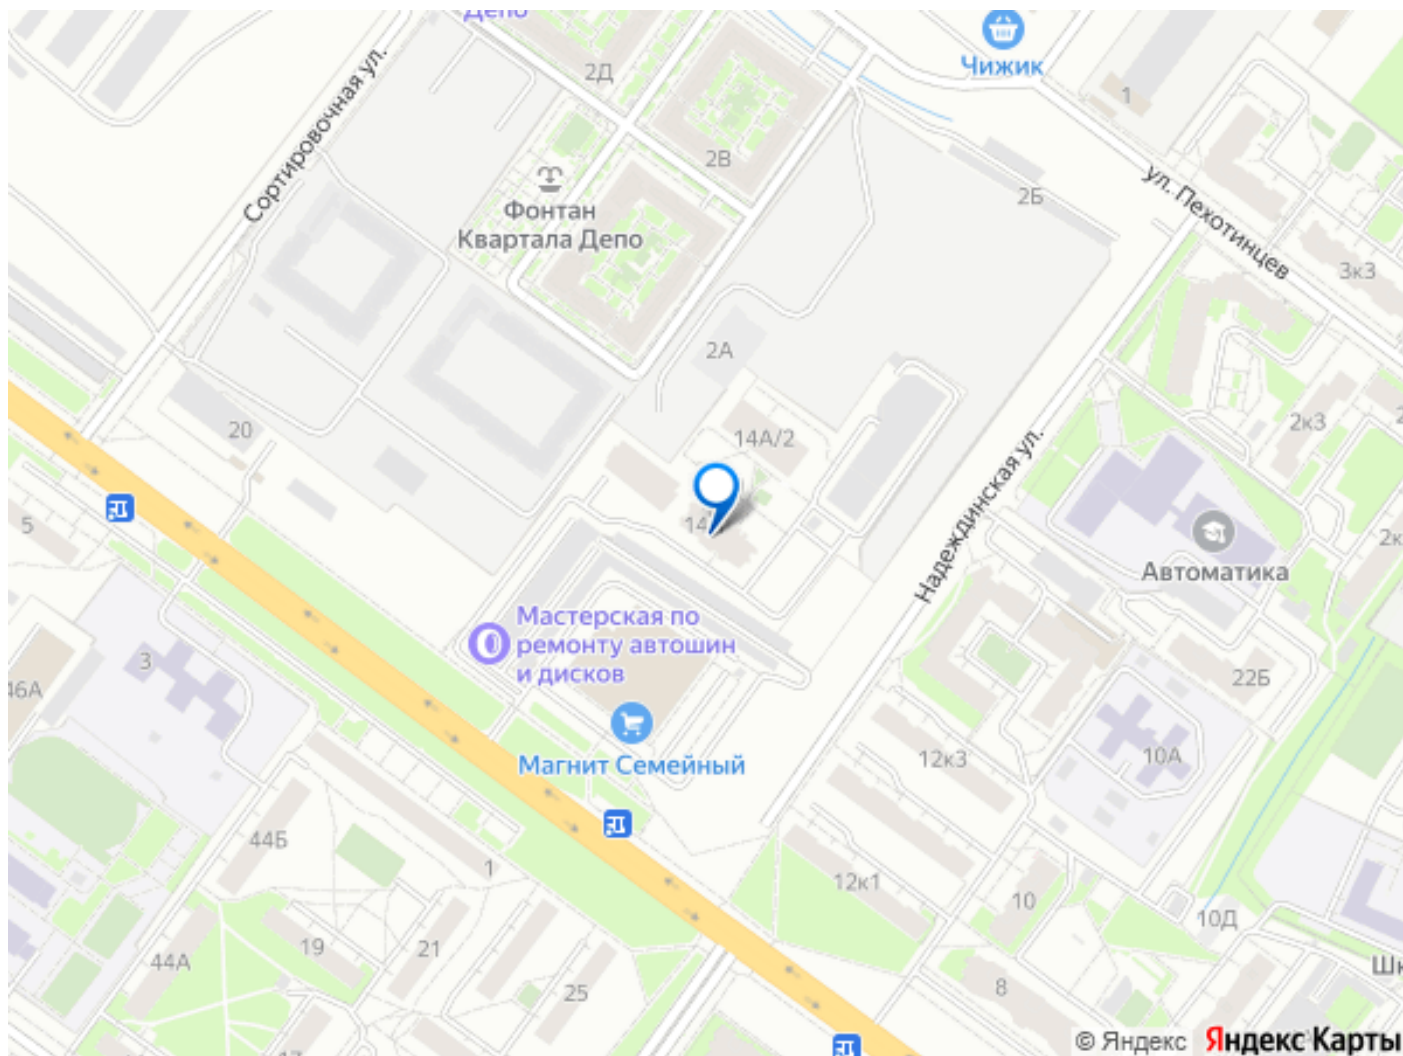 Депо
Чижик
2Д
1
Сортировочная ул.
2В
ул. Пехотинцев
2Б
Фонтан
Квартала Депо
3к3
2А
2к3
20
14А/2
Надеждинская ул.
5
14
Автоматика
Мастерская по
ремонту автошин
и дисков
3
46А
22Б
Магнит Семейный
12к3
10А
44Б
1
12к1
10
10Д
19
21
44А
25
8
© Яндекс
Яндекс Карты